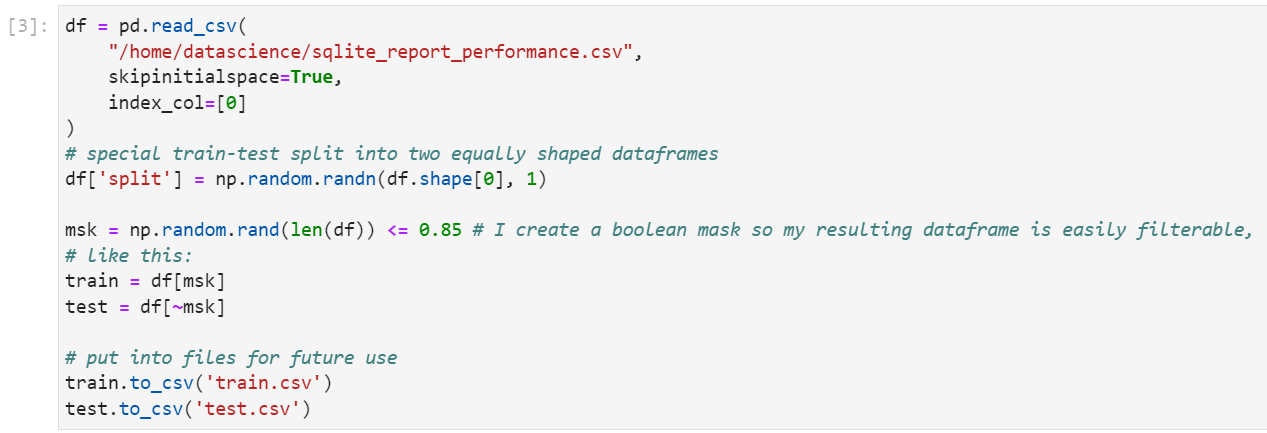 [3]: df = pd.read_csv(
    "/home/datascience/sqlite_report_performance.csv",
    skipinitialspace=True,
    index_col=[0]
)
# special train-test split into two equally shaped dataframes
df['split'] = np.random.randn(df.shape[0], 1)

msk = np.random.rand(len(df)) <= 0.85 # I create a boolean mask so my resulting dataframe is easily filterable,
# like this:
train = df[msk]
test = df[~msk]

# put into files for future use
train.to_csv('train.csv')
test.to_csv('test.csv')